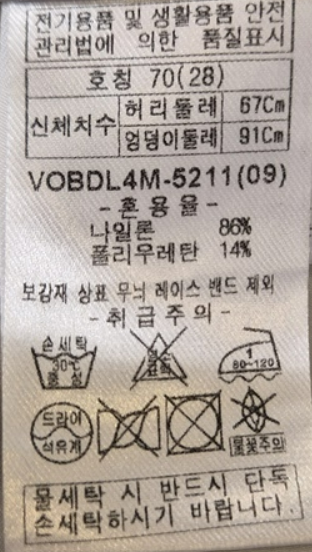 전기용품 및 생활용품 안전
관리법에 의한 품질표시
호칭 70(28)
신체치수 허리둘레 67Cm
엉덩이둘레 91Cm
VOBDL4M-5211(09)
-혼용율-
나일론 86%
폴리우레탄 14%
보강재 상표 무늬 레이스 밴드 제외
-취급주의-
손세탁
30℃
중성
1
80~120
드라이
석유계
불꽃주의
물세탁 시 반드시 단독
손세탁하시기 바랍니다.